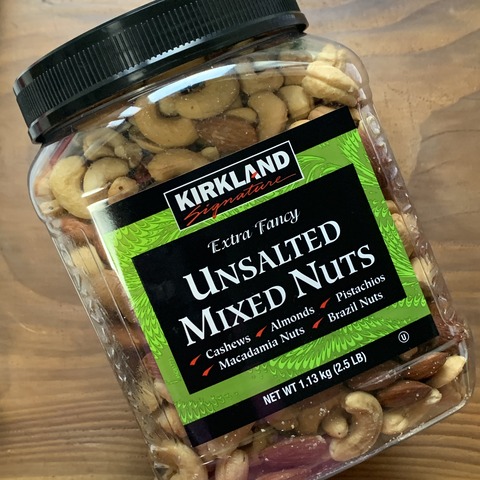 KIRKLAND
Signature
Extra Fancy
UNSALTED
MIXED NUTS
Cashews Almonds Pistachios
Macadamia Nuts Brazil Nuts
U
NET WT 1.13 kg (2.5 LB)